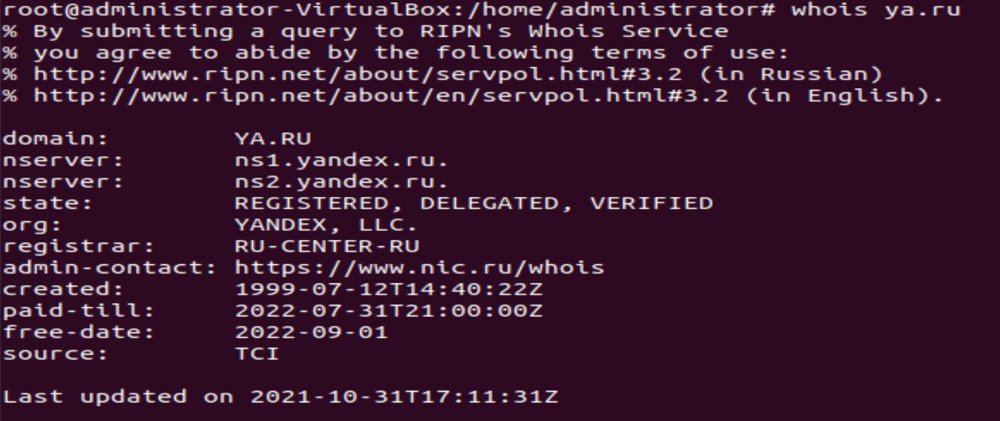 root@administrator-VirtualBox:/home/administrator# whois ya.ru
% By submitting a query to RIPN's Whois Service
% you agree to abide by the following terms of use:
% http://www.ripn.net/about/servpol.html#3.2 (in Russian)
% http://www.ripn.net/about/en/servpol.html#3.2 (in English).

domain:        YA.RU
nserver:       ns1.yandex.ru.
nserver:       ns2.yandex.ru.
state:         REGISTERED, DELEGATED, VERIFIED
org:           YANDEX, LLC.
registrar:     RU-CENTER-RU
admin-contact: https://www.nic.ru/whois
created:       1999-07-12T14:40:22Z
paid-till:     2022-07-31T21:00:00Z
free-date:     2022-09-01
source:        TCI

Last updated on 2021-10-31T17:11:31Z